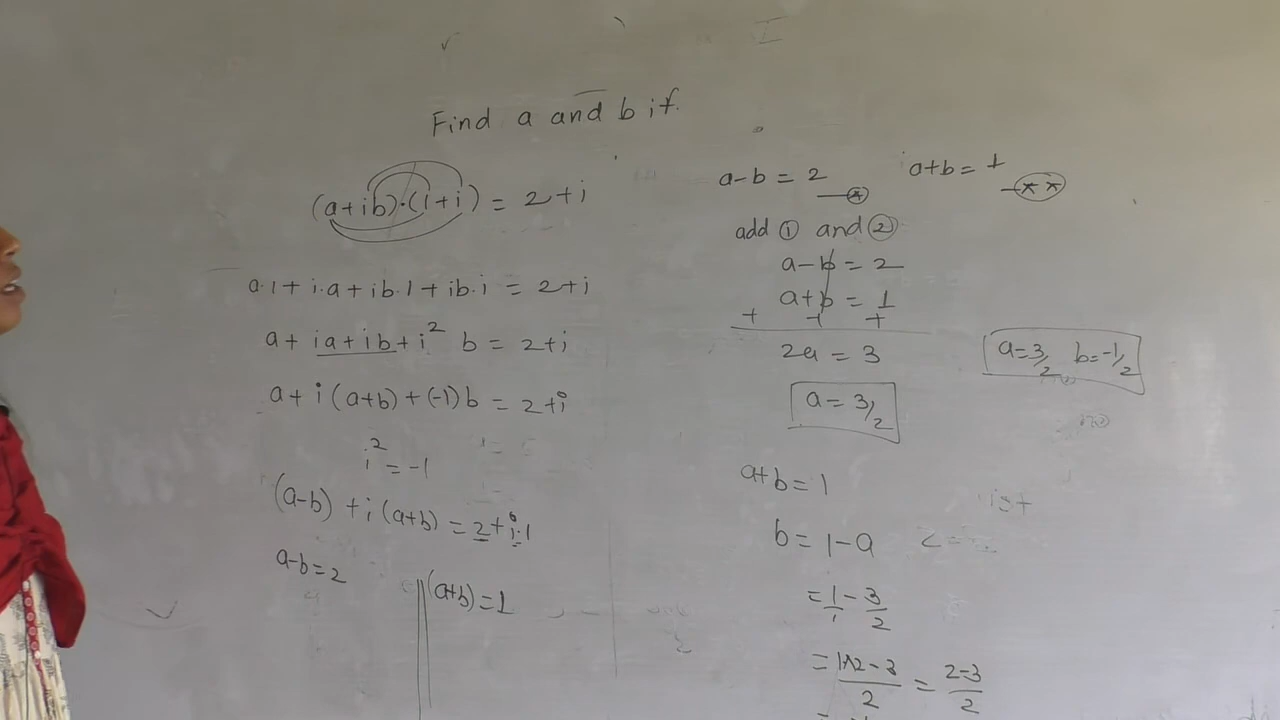 Find a and b if.
(a+ib)·(1+i) = 2+i
a·1 + i·a + ib·1 + ib·i = 2+i
a + ia + ib + i² b = 2+i
a + i(a+b) + (-1)b = 2+i
i² = -1
(a-b) + i(a+b) = 2+i·1
a-b=2
(a+b)=1
a-b = 2 —*
a+b = 1 —**
add ① and ②
a-b = 2
a+b = 1
+ + +
2a = 3
a = 3/2
a=3/2 b=-1/2
a+b=1
b= 1-a
= 1/1 - 3/2
= 1×2-3/2 = 2-3/2